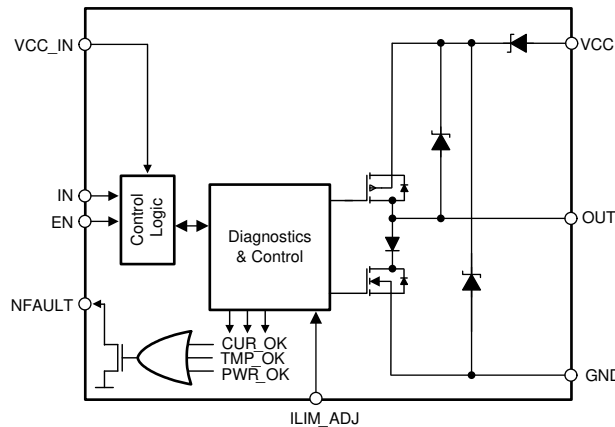 VCC_IN
VCC
IN
EN
Control
Logic
Diagnostics
& Control
OUT
NFAULT
CUR_OK
TMP_OK
PWR_OK
GND
ILIM_ADJ